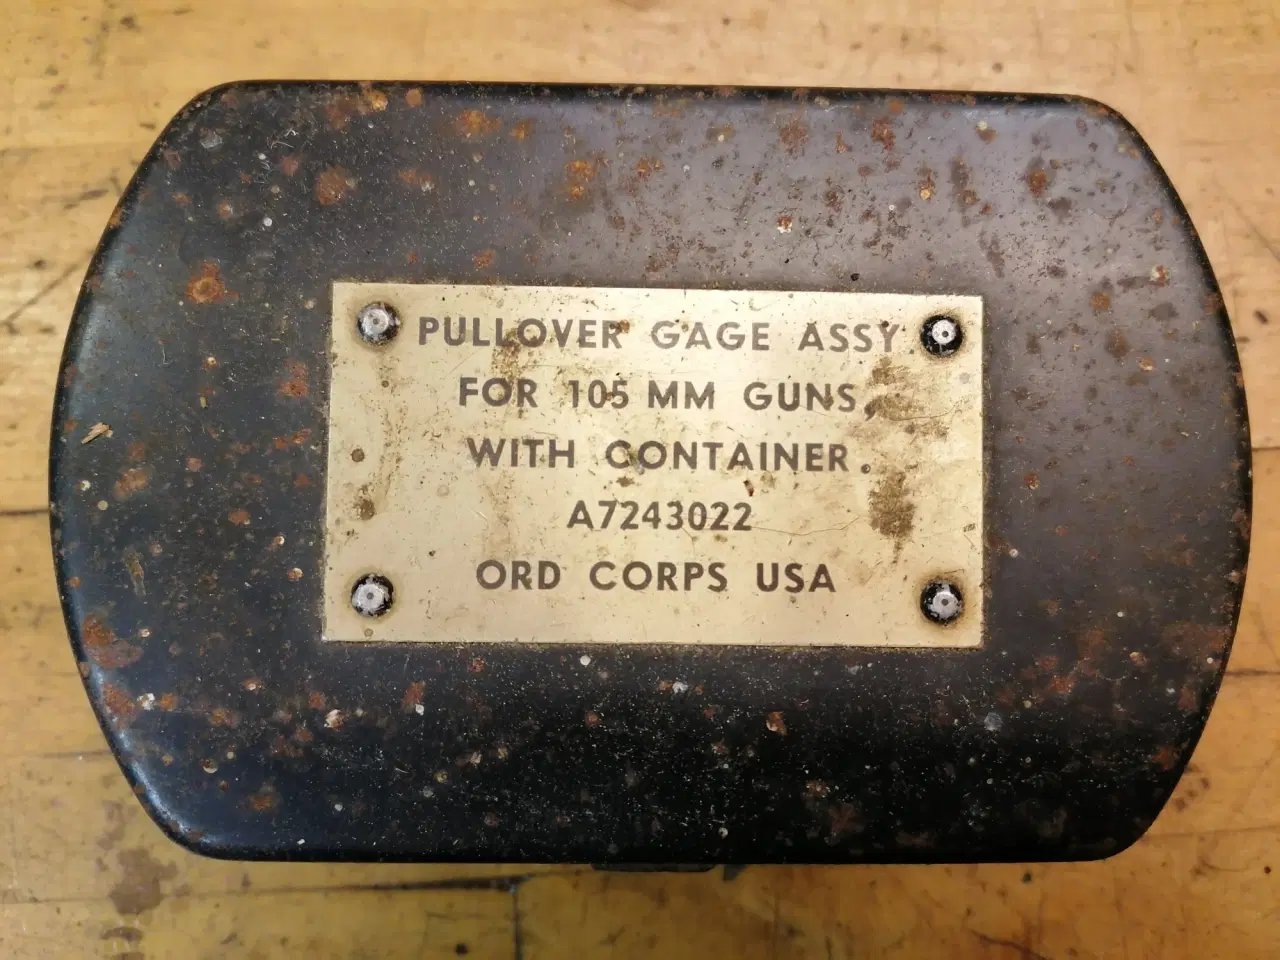 PULLOVER GAGE ASSY.
FOR 105 MM GUNS,
WITH CONTAINER.
A7243022
ORD CORPS USA